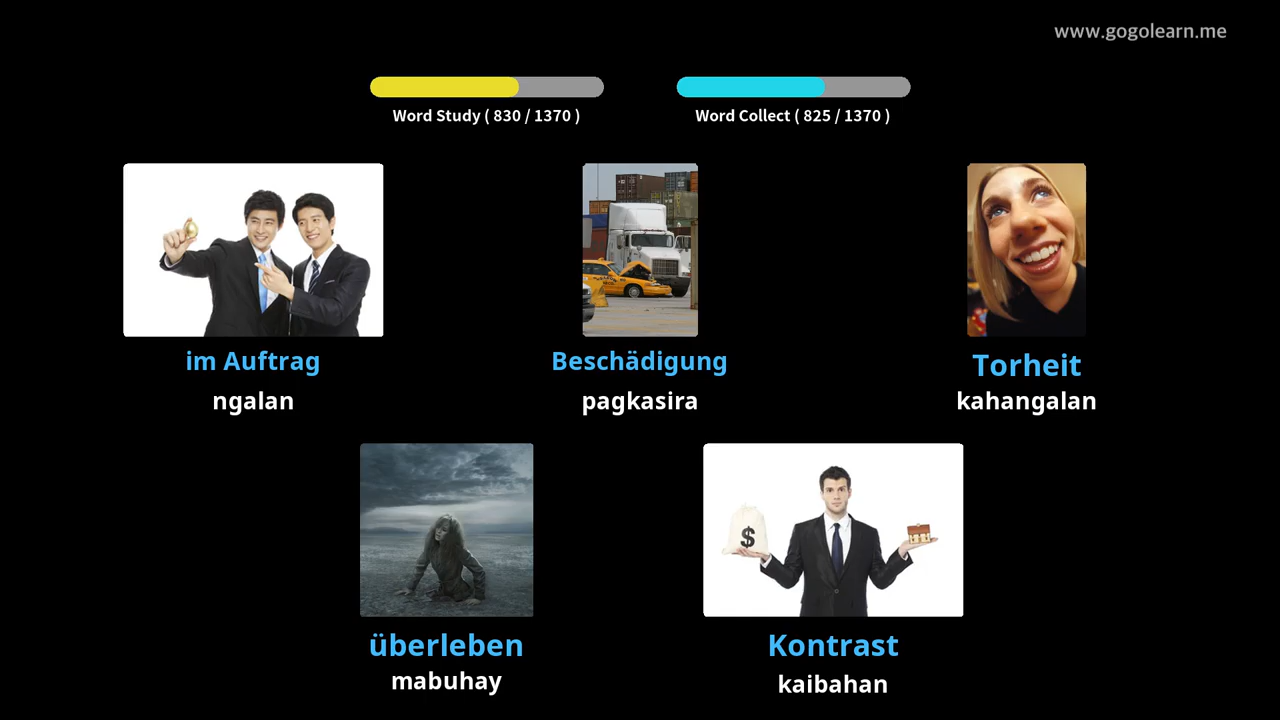 www.gogolearn.me
Word Study ( 830 / 1370 )
Word Collect ( 825 / 1370 )
im Auftrag
ngalan
Beschädigung
pagkasira
Torheit
kahangalan
$
überleben
mabuhay
Kontrast
kaibahan